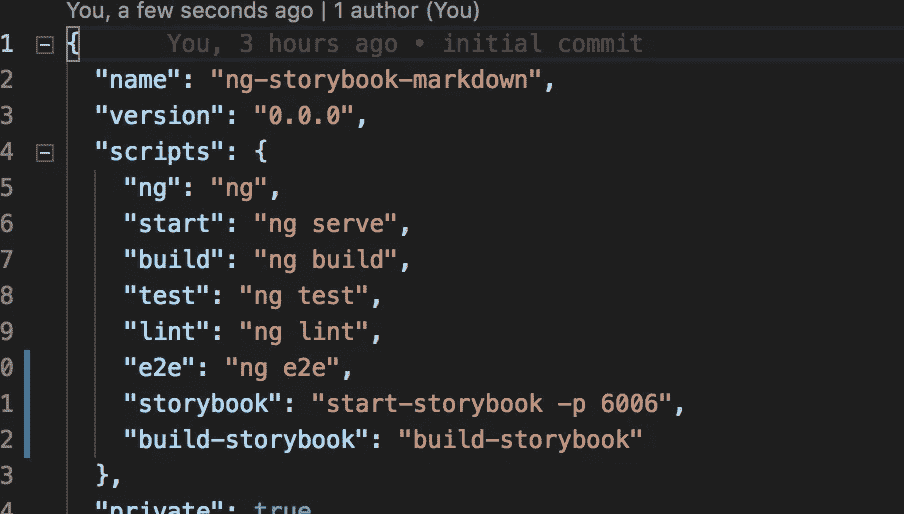 You, a few seconds ago | 1 author (You)
1 { You, 3 hours ago • initial commit
2 "name": "ng-storybook-markdown",
3 "version": "0.0.0",
4 "scripts": {
5 "ng": "ng",
6 "start": "ng serve",
7 "build": "ng build",
8 "test": "ng test",
9 "lint": "ng lint",
0 "e2e": "ng e2e",
1 "storybook": "start-storybook -p 6006",
2 "build-storybook": "build-storybook"
3 },
4 "private": true